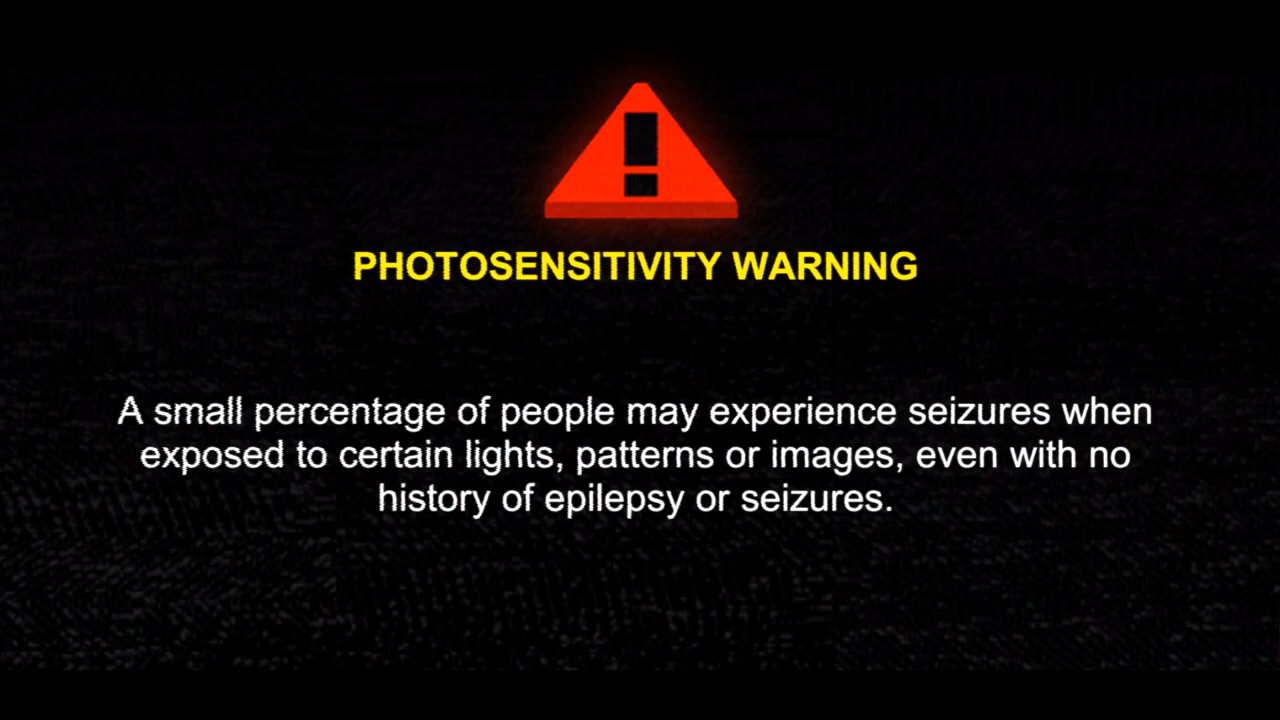 PHOTOSENSITIVITY WARNING
A small percentage of people may experience seizures when
exposed to certain lights, patterns or images, even with no
history of epilepsy or seizures.